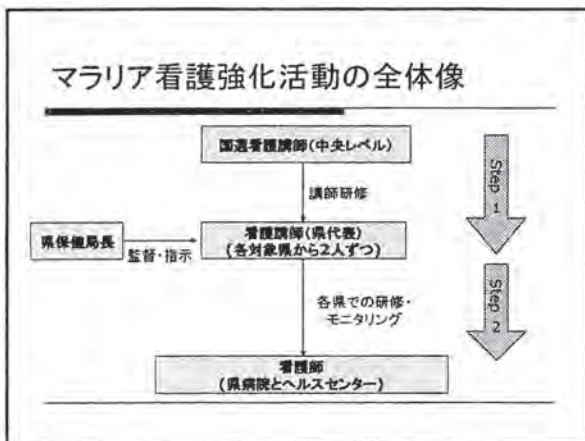 マラリア看護強化活動の全体像
国選看護講師(中央レベル)
講師研修
Step 1
県保健局長
監督・指示
看護講師(県代表)
(各対象県から2人ずつ)
各県での研修・
モニタリング
Step 2
看護師
(県病院とヘルスセンター)